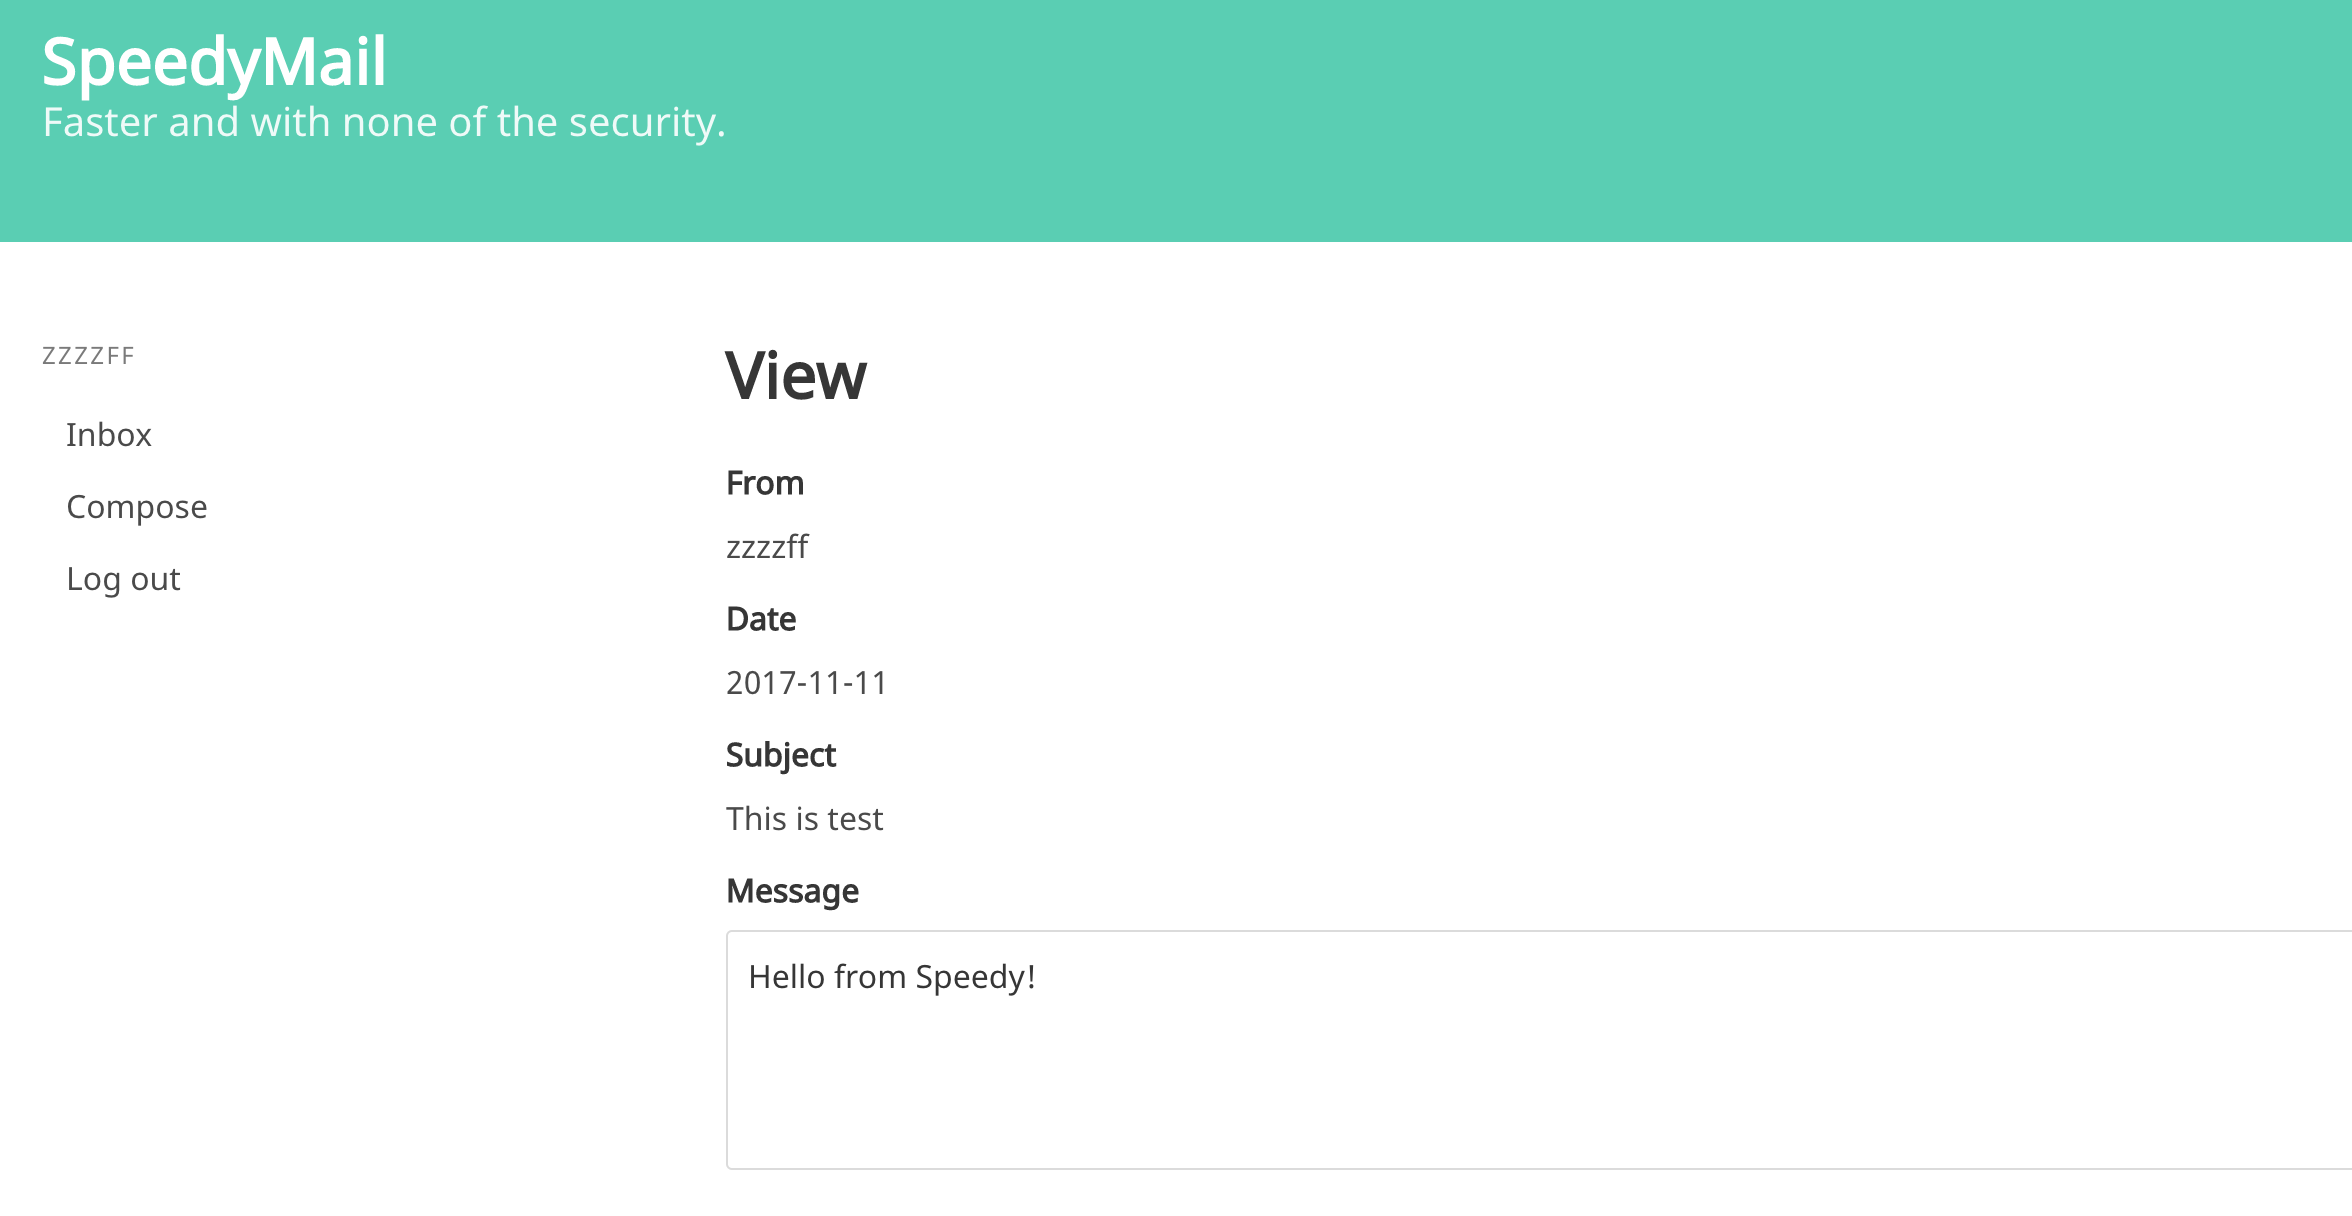 SpeedyMail
Faster and with none of the security.
ZZZZFF
Inbox
Compose
Log out
View
From
zzzzff
Date
2017-11-11
Subject
This is test
Message
Hello from Speedy!